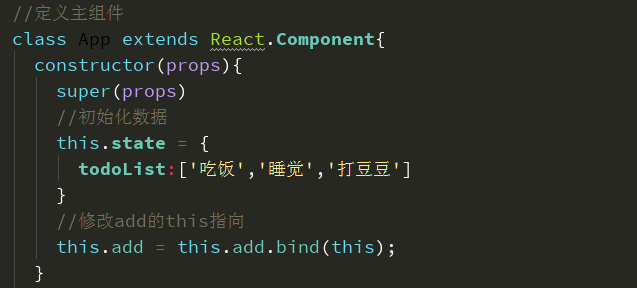 //定义主组件
class App extends React.Component{
constructor(props){
super(props)
//初始化数据
this.state = {
todoList:['吃饭','睡觉','打豆豆']
}
//修改add的this指向
this.add = this.add.bind(this);
}